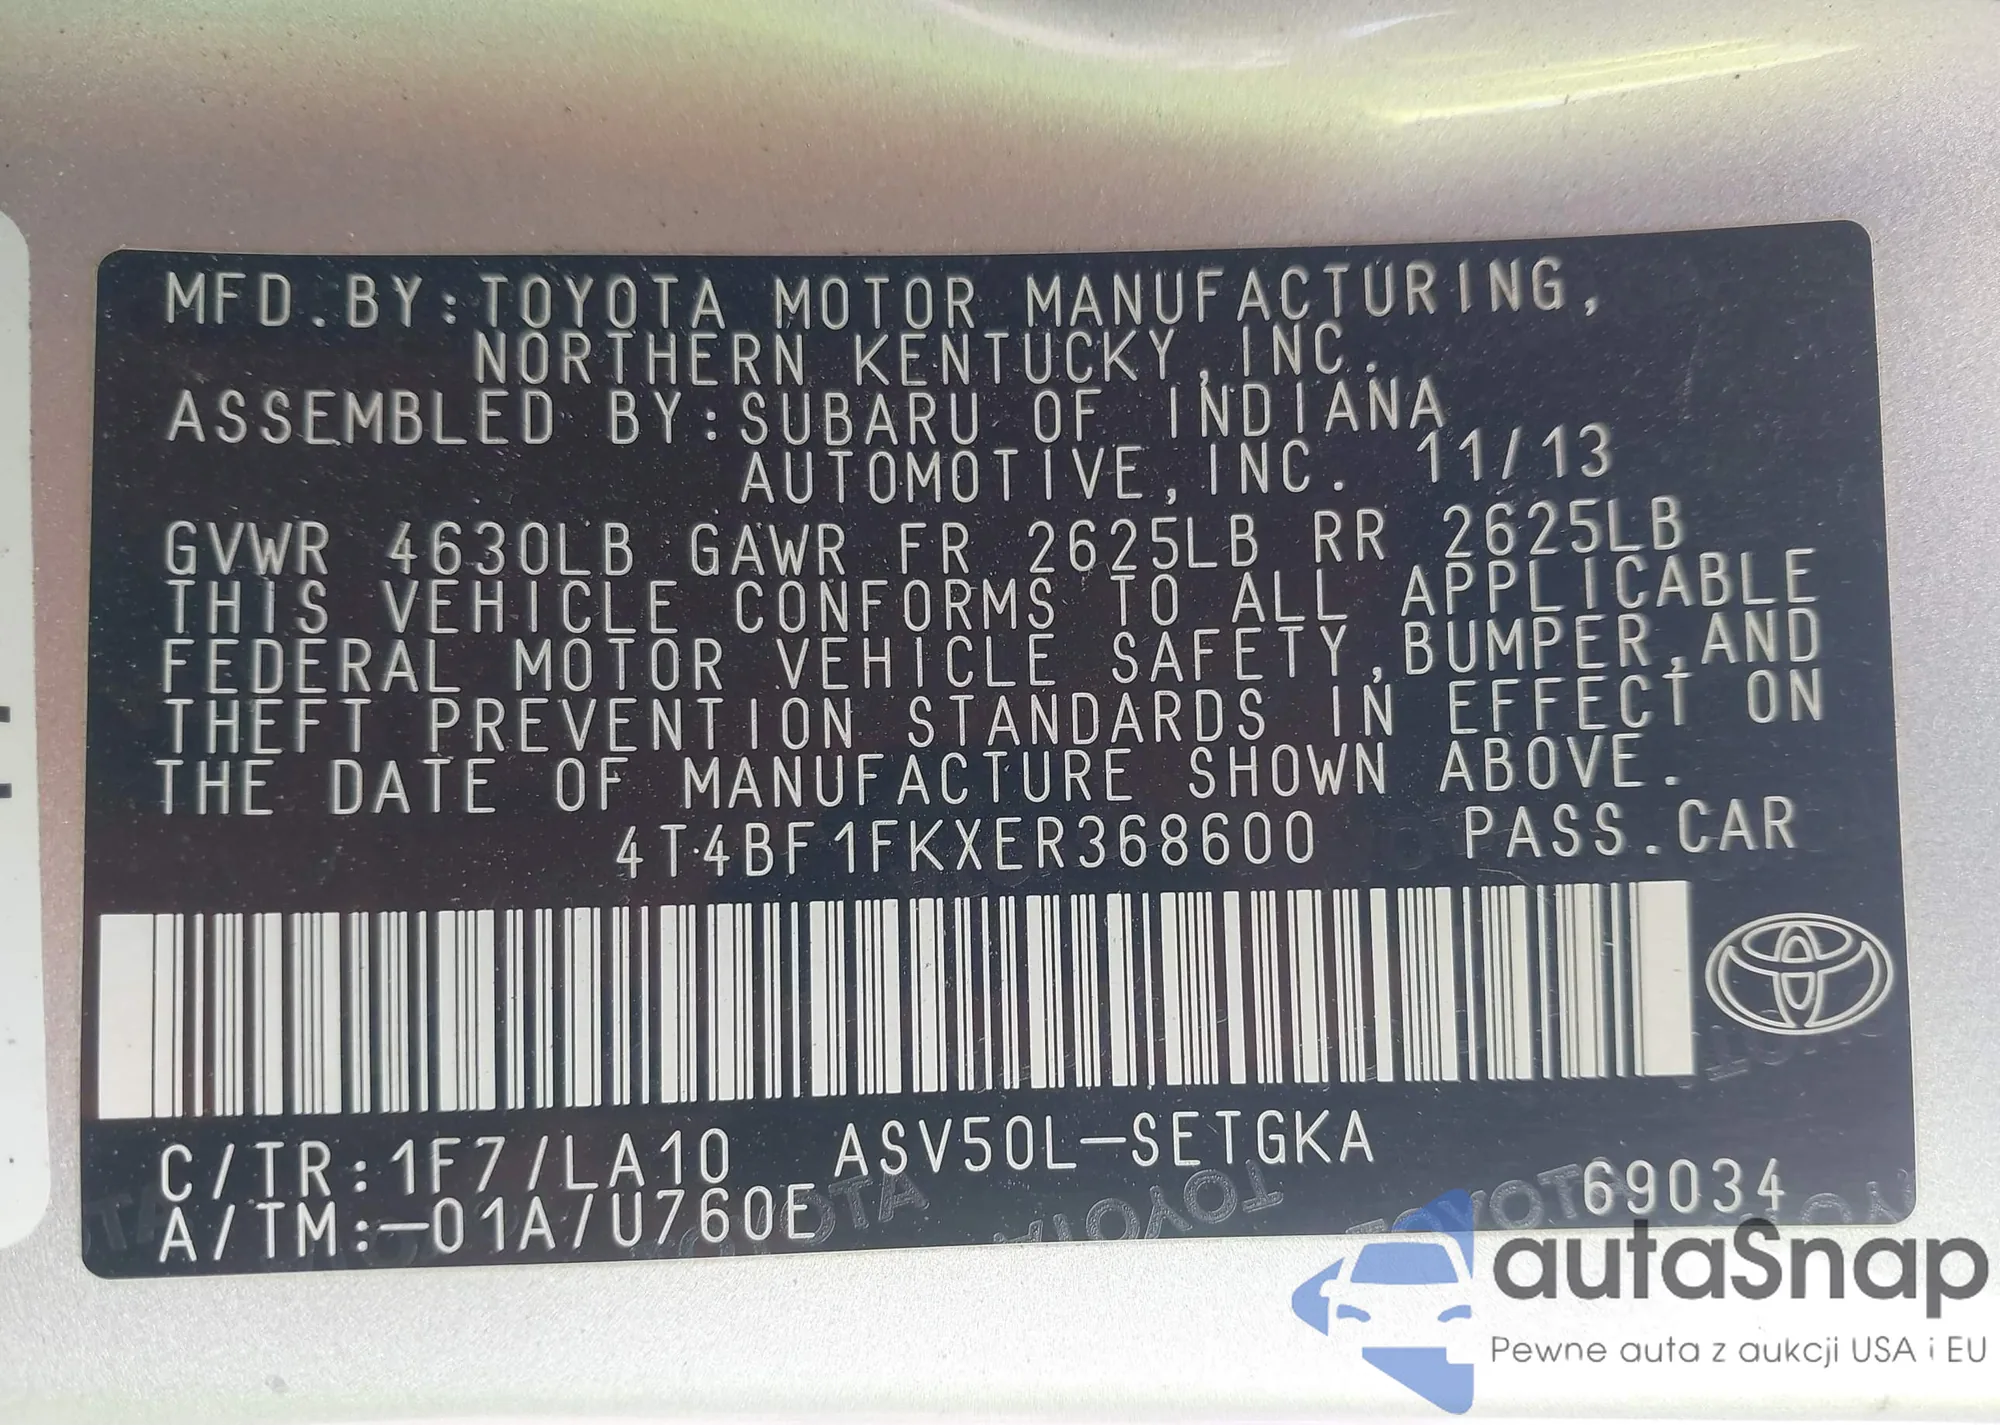 MFD.BY:TOYOTA MOTOR MANUFACTURING,
NORTHERN KENTUCKY,INC.
ASSEMBLED BY:SUBARU OF INDIANA
AUTOMOTIVE,INC. 11/13
GVWR 4630LB GAWR FR 2625LB RR 2625LB
THIS VEHICLE CONFORMS TO ALL APPLICABLE
FEDERAL MOTOR VEHICLE SAFETY,BUMPER,AND
THEFT PREVENTION STANDARDS IN EFFECT ON
THE DATE OF MANUFACTURE SHOWN ABOVE.
4T4BF1FKXER368600 PASS.CAR
C/TR:1F7/LA10 ASV50L-SETGKA
A/TM:-01A/U760E 69034
TOYOTA TOYOTA TOYOTA
autaSnap
Pewne auta z aukcji USA i EU